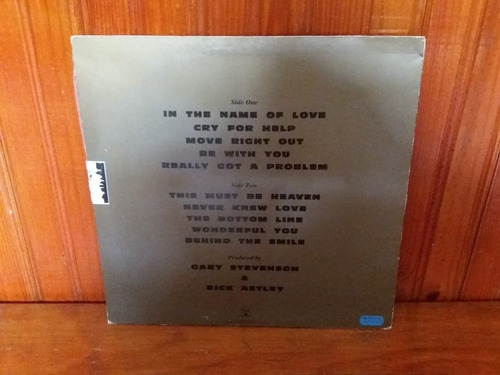 Side One
IN THE NAME OF LOVE
CRY FOR HELP
MOVE RIGHT OUT
BE WITH YOU
REALLY GOT A PROBLEM
Side Two
THIS MUST BE HEAVEN
NEVER KNEW LOVE
THE BOTTOM LINE
WONDERFUL YOU
BEHIND THE SMILE
Produced by
GARY STEVENSON
&
RICK ASTLEY